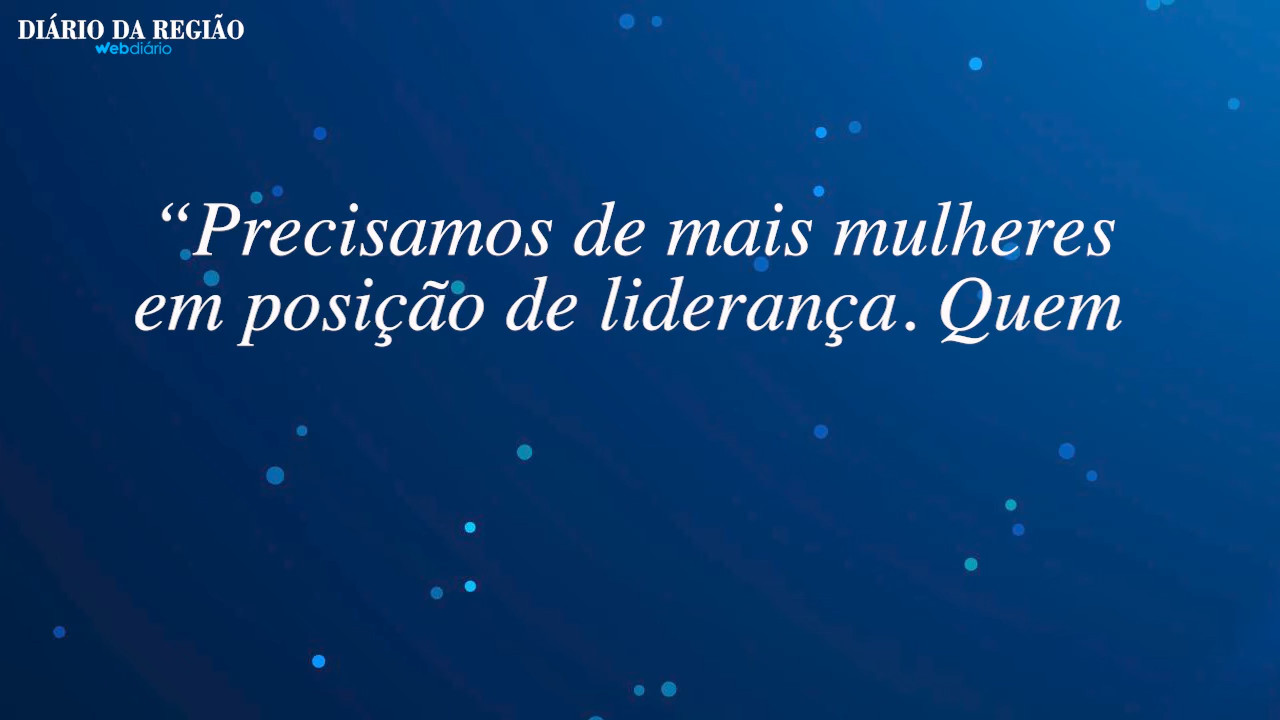 DIÁRIO DA REGIÃO
Webdiário
“Precisamos de mais mulheres
em posição de liderança. Quem